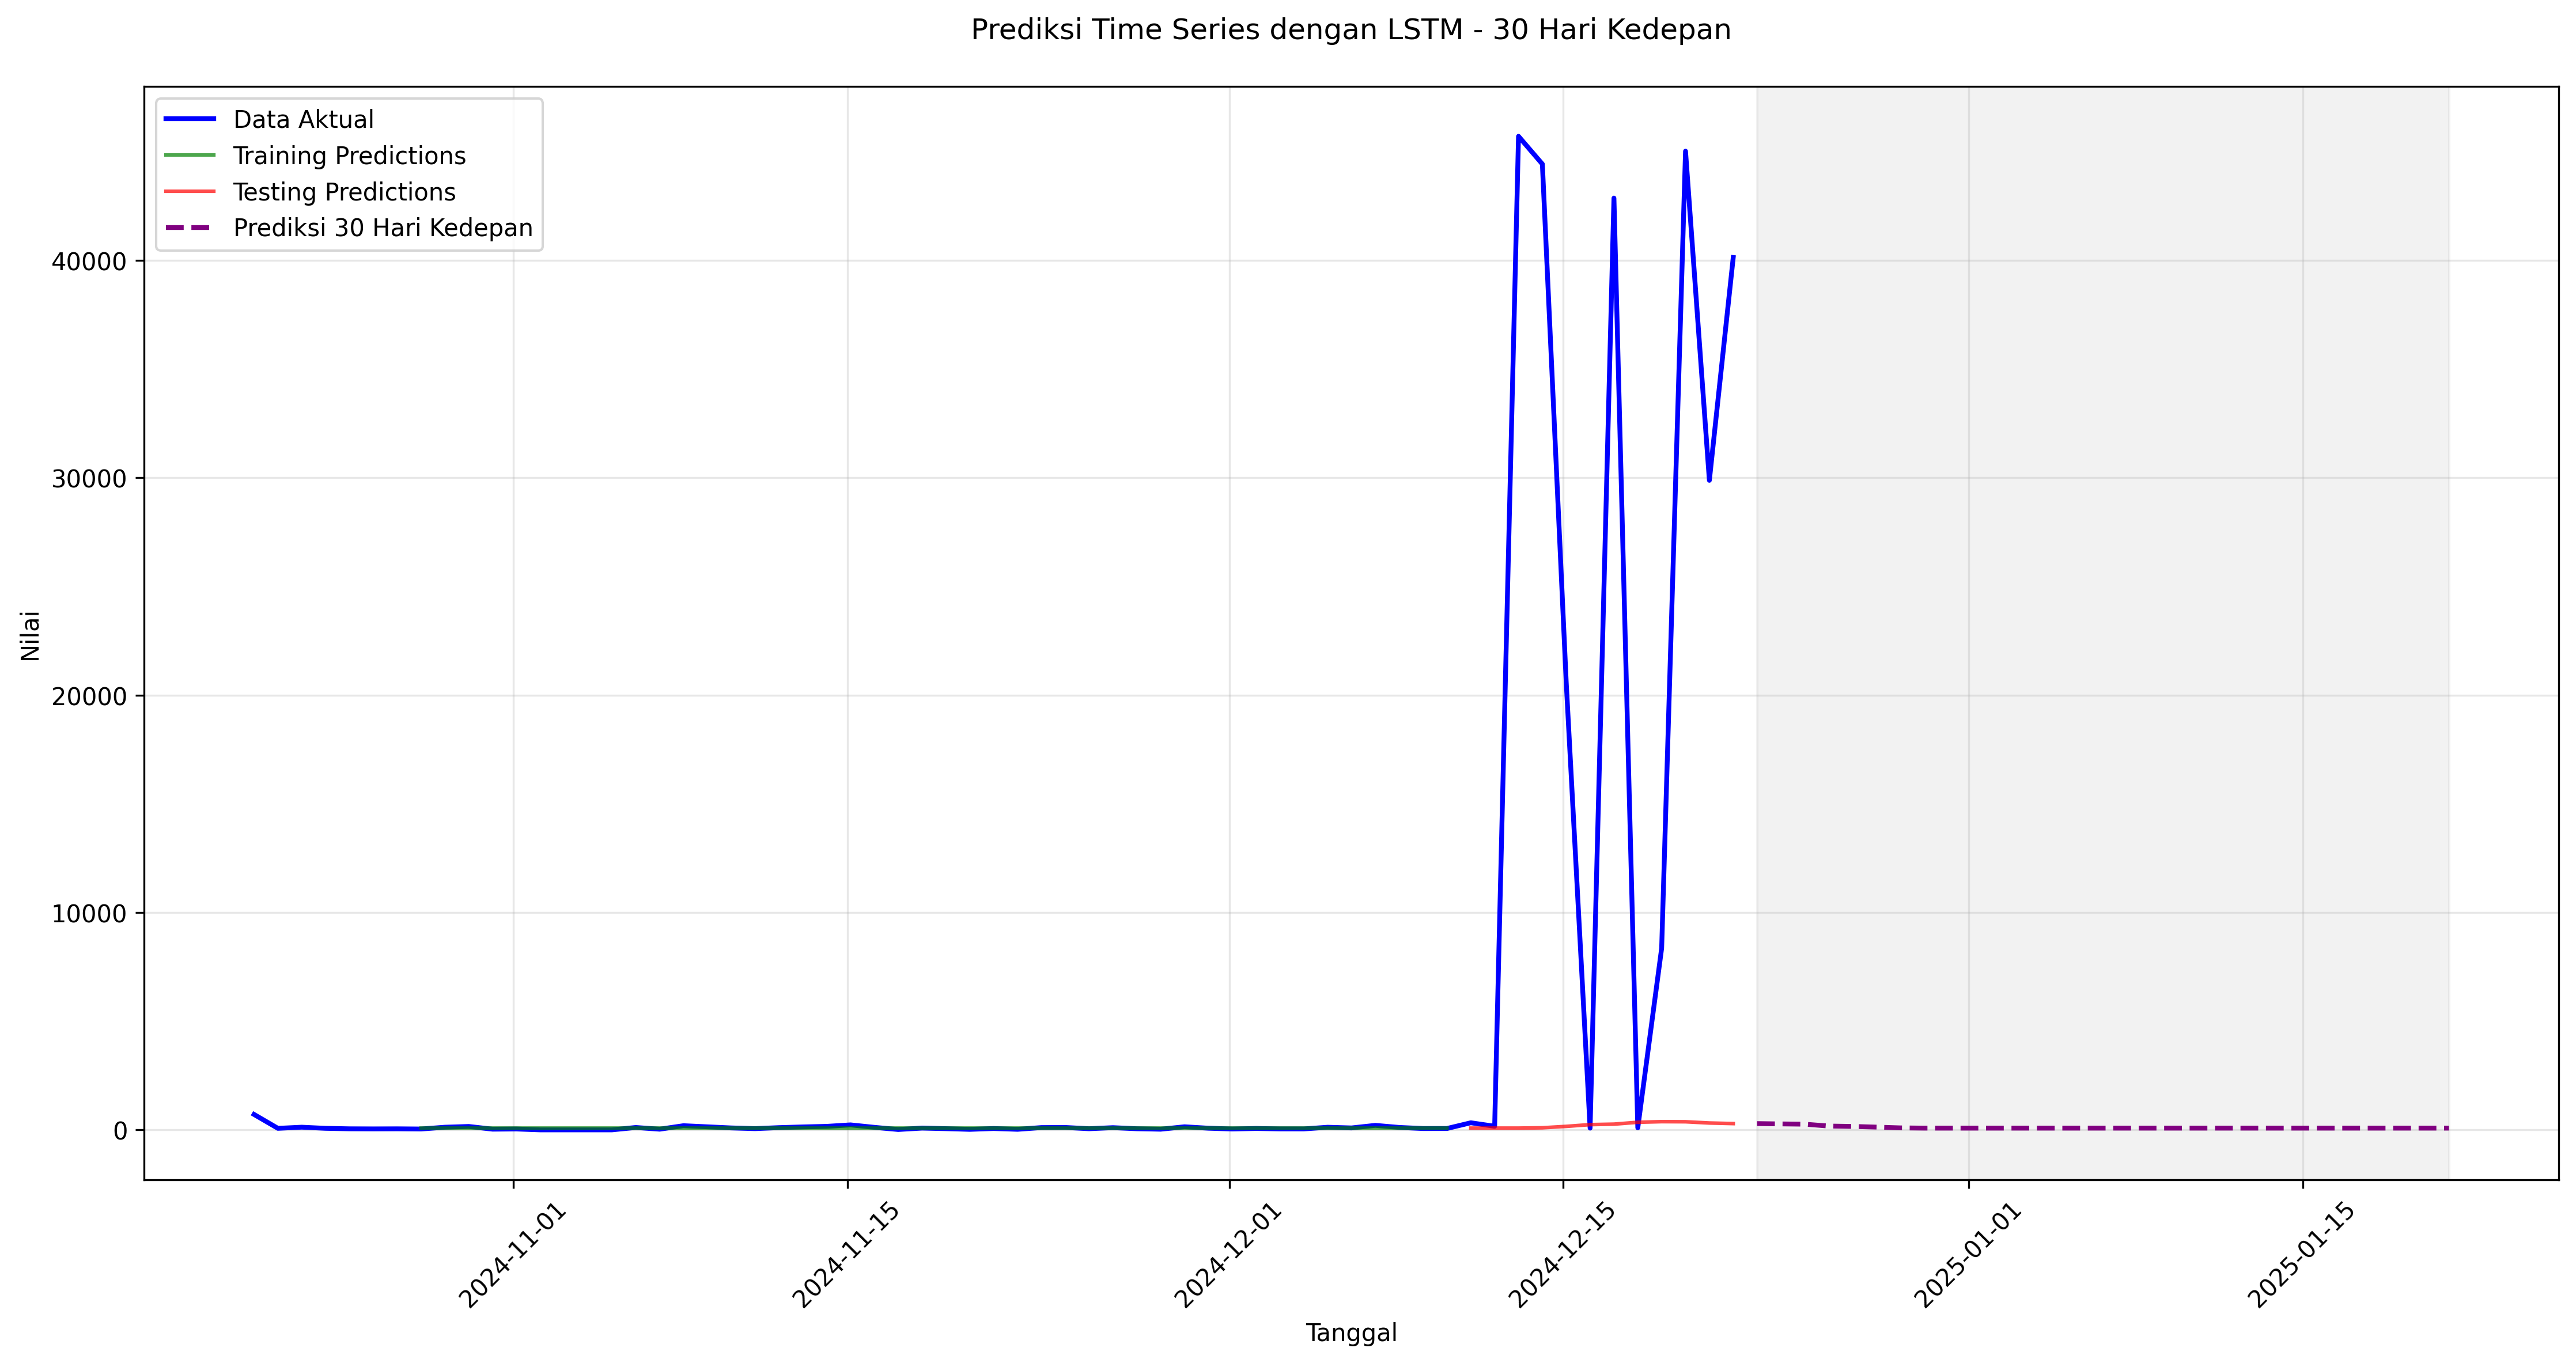 Prediksi Time Series dengan LSTM - 30 Hari Kedepan
Data Aktual
Training Predictions
Testing Predictions
Prediksi 30 Hari Kedepan
40000
30000
20000
10000
0
Nilai
2024-11-01
2024-11-15
2024-12-01
2024-12-15
2025-01-01
2025-01-15
Tanggal